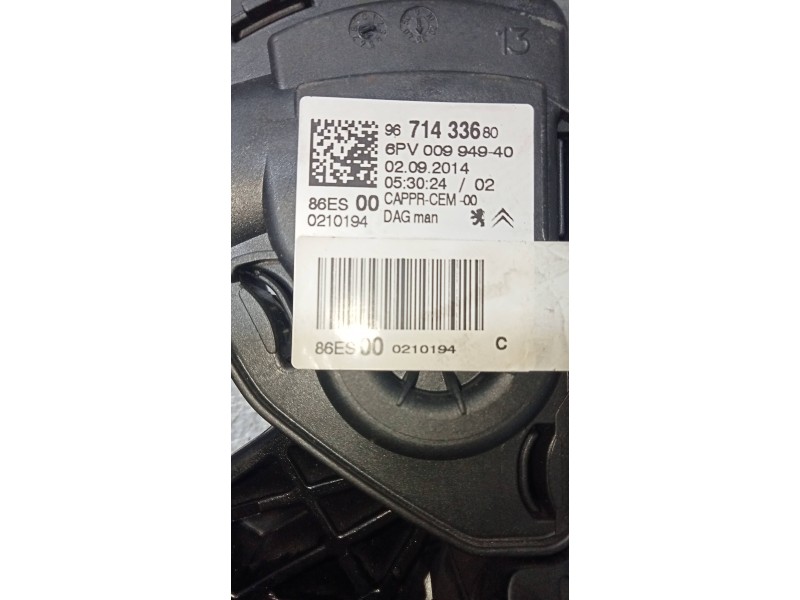 13
96 714 336 80
6PV 009 949-40
02.09.2014
05:30:24 / 02
86ES 00 CAPPR-CEM -00
0210194 DAG man
86ES 00 0210194 C